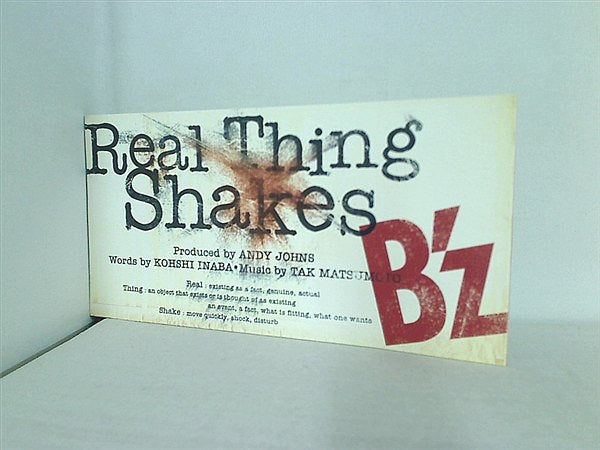 Real Thing
Shakes
B'z
Produced by ANDY JOHNS
Words by KOHSHI INABA•Music by TAK MATSUMOTO
Real : existing as a fact, genuine, actual
Thing : an object that exists or is thought of as existing
an event, a fact, what is fitting, what one wants
Shake : move quickly, shock, disturb